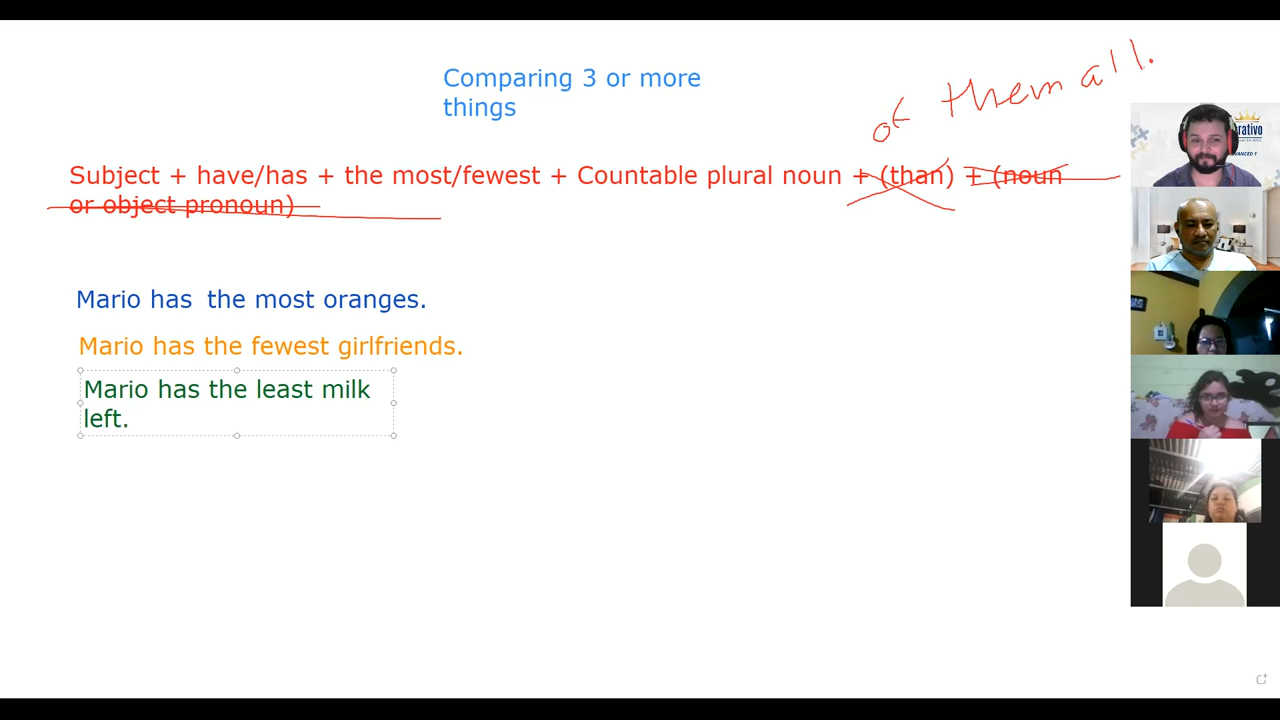 Comparing 3 or more
things
of them all.
Subject + have/has + the most/fewest + Countable plural noun + (than) + (noun
or object pronoun)
Mario has the most oranges.
Mario has the fewest girlfriends.
Mario has the least milk
left.